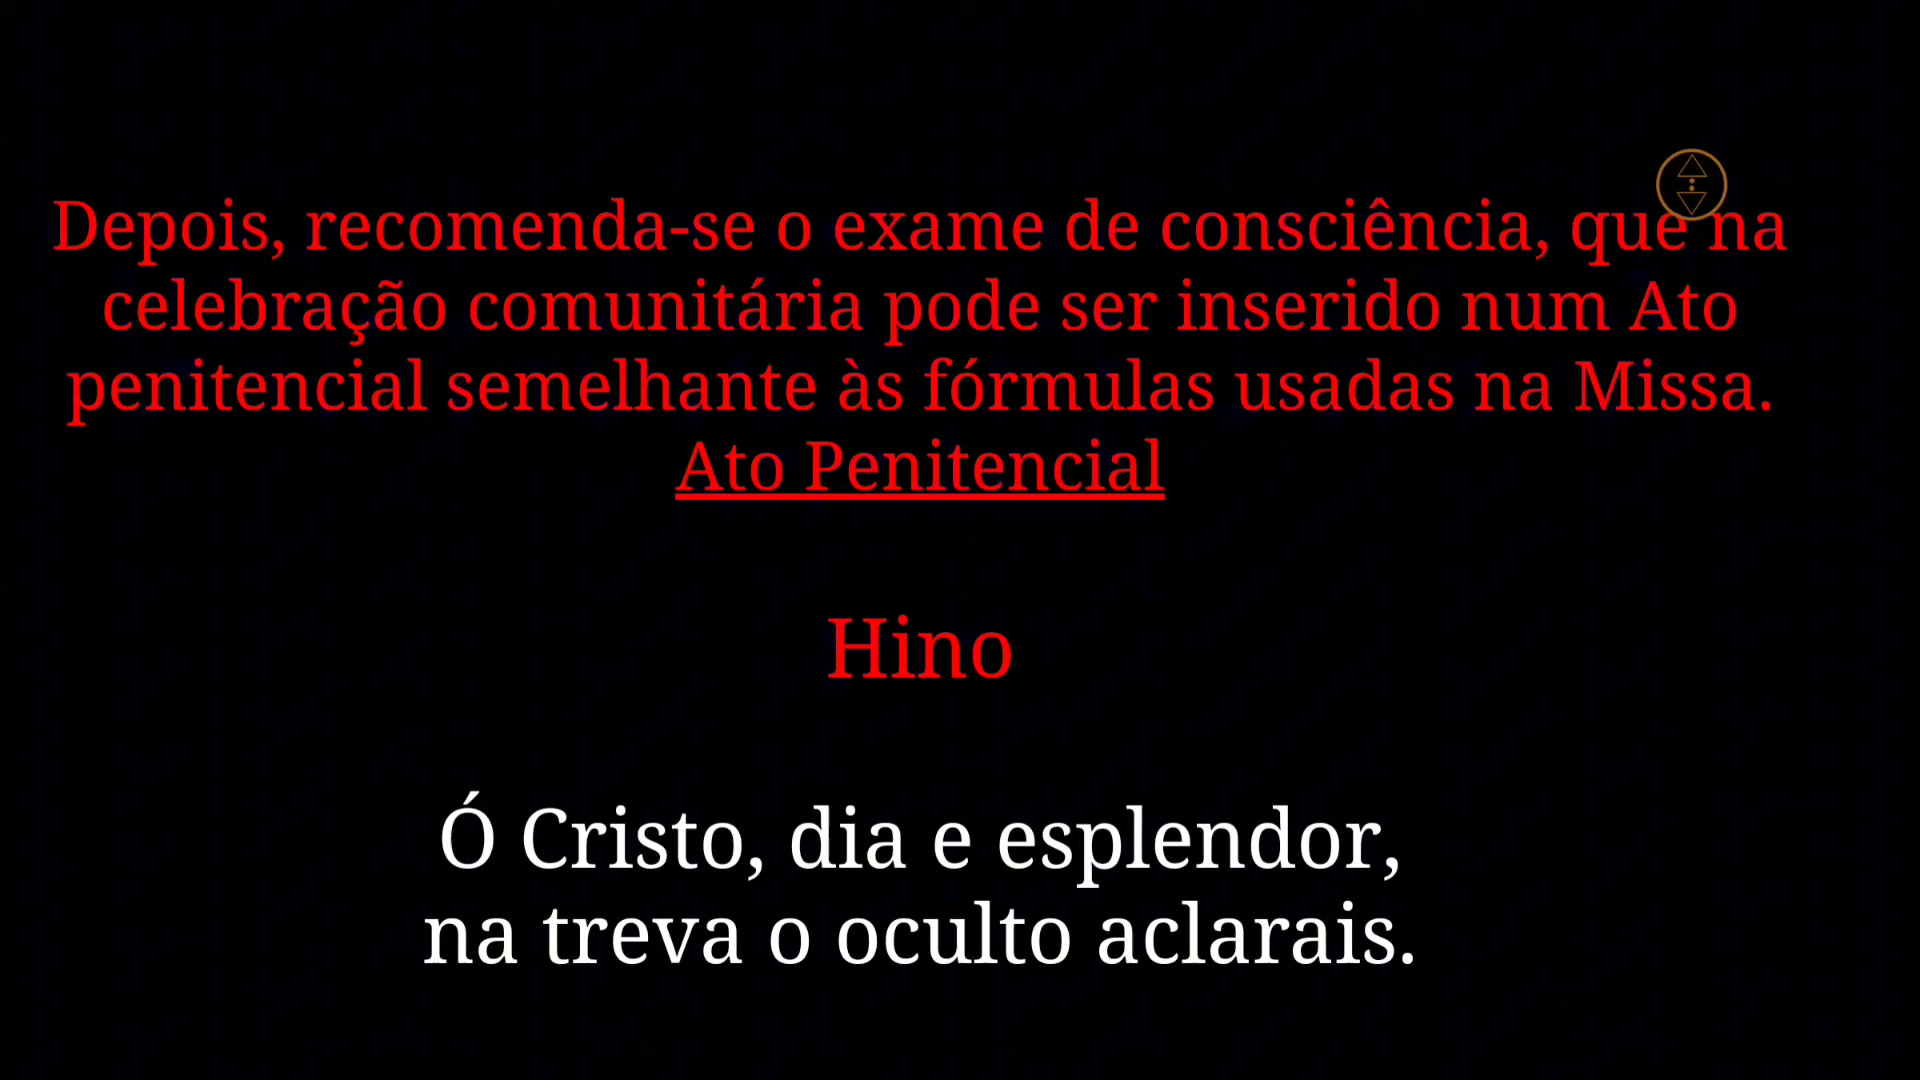 Depois, recomenda-se o exame de consciência, que na
celebração comunitária pode ser inserido num Ato
penitencial semelhante às fórmulas usadas na Missa.
Ato Penitencial
Hino
Ó Cristo, dia e esplendor,
na treva o oculto aclarais.